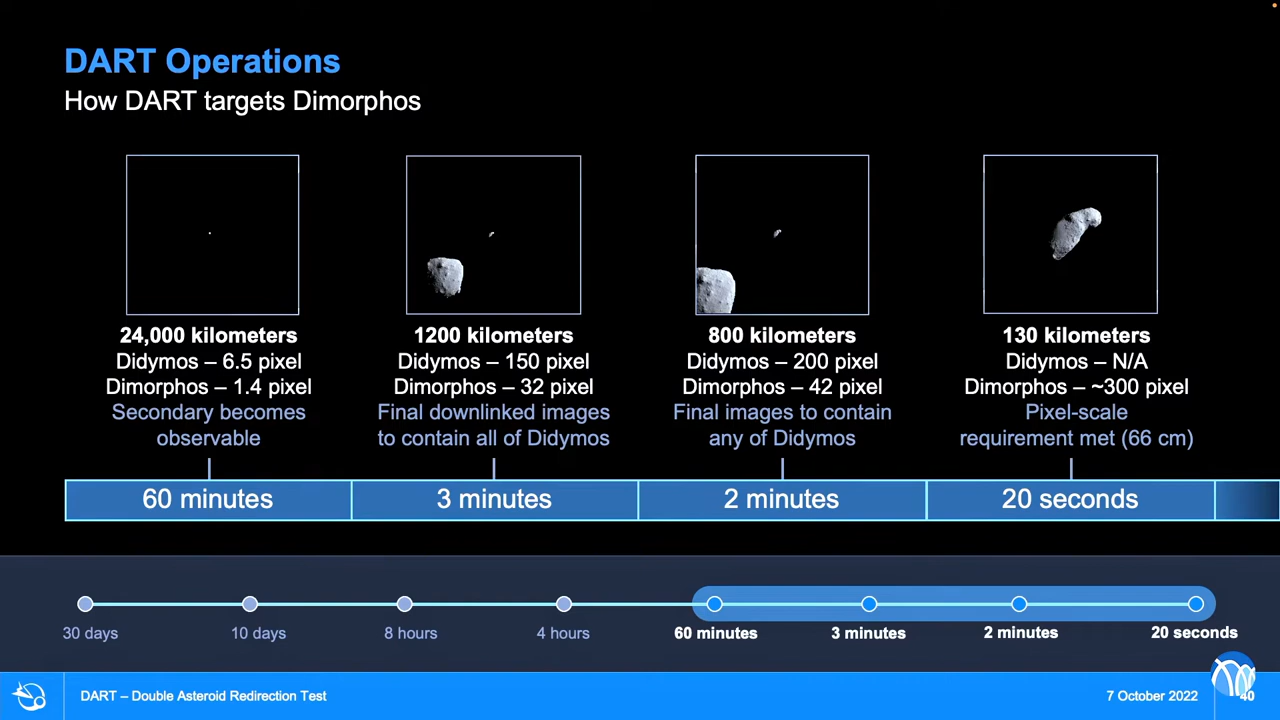 DART Operations
How DART targets Dimorphos
24,000 kilometers
Didymos – 6.5 pixel
Dimorphos – 1.4 pixel
Secondary becomes
observable
1200 kilometers
Didymos – 150 pixel
Dimorphos – 32 pixel
Final downlinked images
to contain all of Didymos
800 kilometers
Didymos – 200 pixel
Dimorphos – 42 pixel
Final images to contain
any of Didymos
130 kilometers
Didymos – N/A
Dimorphos – ~300 pixel
Pixel-scale
requirement met (66 cm)
60 minutes
3 minutes
2 minutes
20 seconds
30 days
10 days
8 hours
4 hours
60 minutes
3 minutes
2 minutes
20 seconds
DART – Double Asteroid Redirection Test
7 October 2022
40